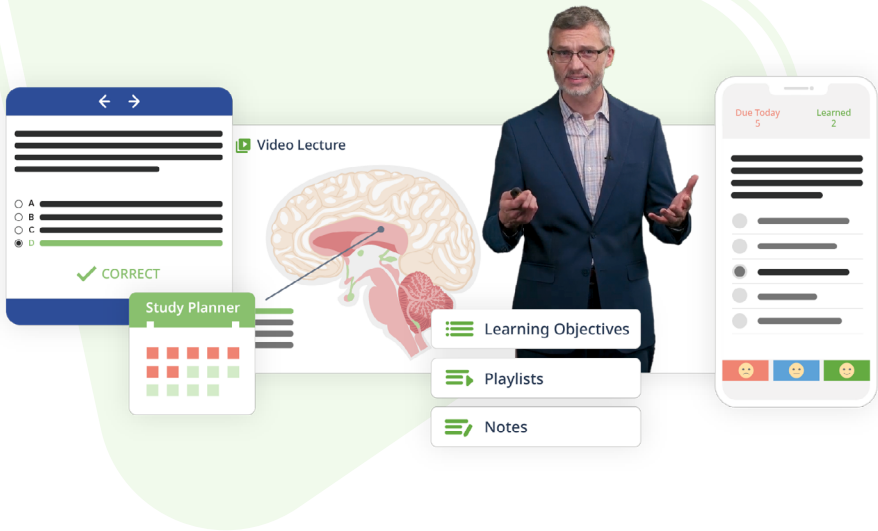 Video Lecture
A
B
C
D
CORRECT
Study Planner
Learning Objectives
Playlists
Notes
Due Today
5
Learned
2